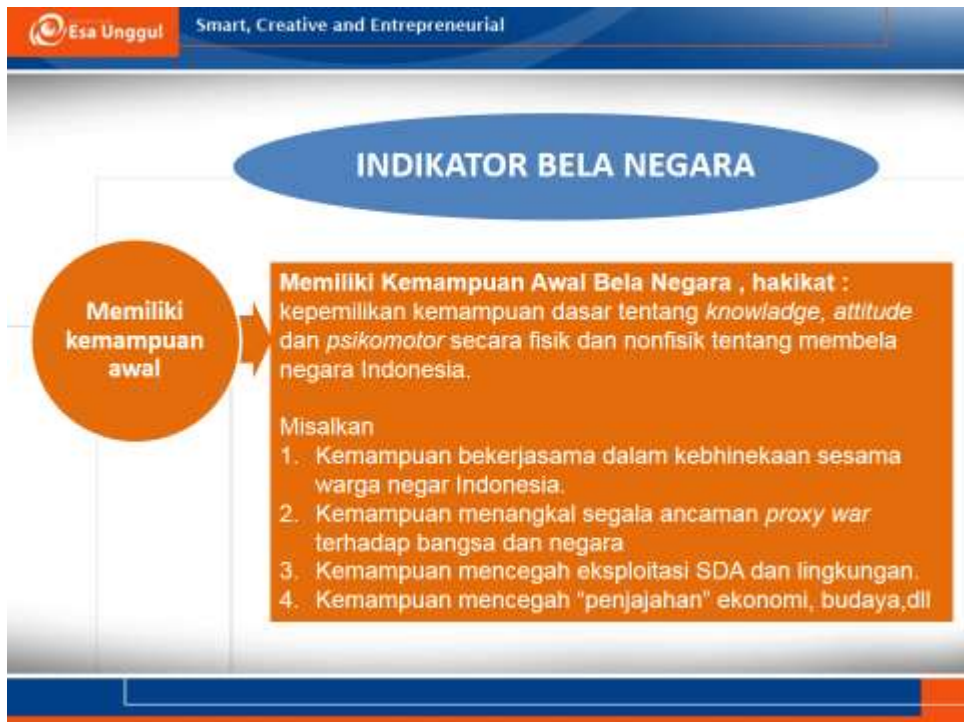 Esa Unggul
Smart, Creative and Entrepreneurial
INDIKATOR BELA NEGARA
Memiliki
kemampuan
awal
Memiliki Kemampuan Awal Bela Negara , hakikat :
kepemilikan kemampuan dasar tentang knowladge, attitude
dan psikomotor secara fisik dan nonfisik tentang membela
negara Indonesia.
Misalkan
1. Kemampuan bekerjasama dalam kebhinekaan sesama
warga negar Indonesia.
2. Kemampuan menangkal segala ancaman proxy war
terhadap bangsa dan negara
3. Kemampuan mencegah eksploitasi SDA dan lingkungan.
4. Kemampuan mencegah "penjajahan" ekonomi, budaya,dll